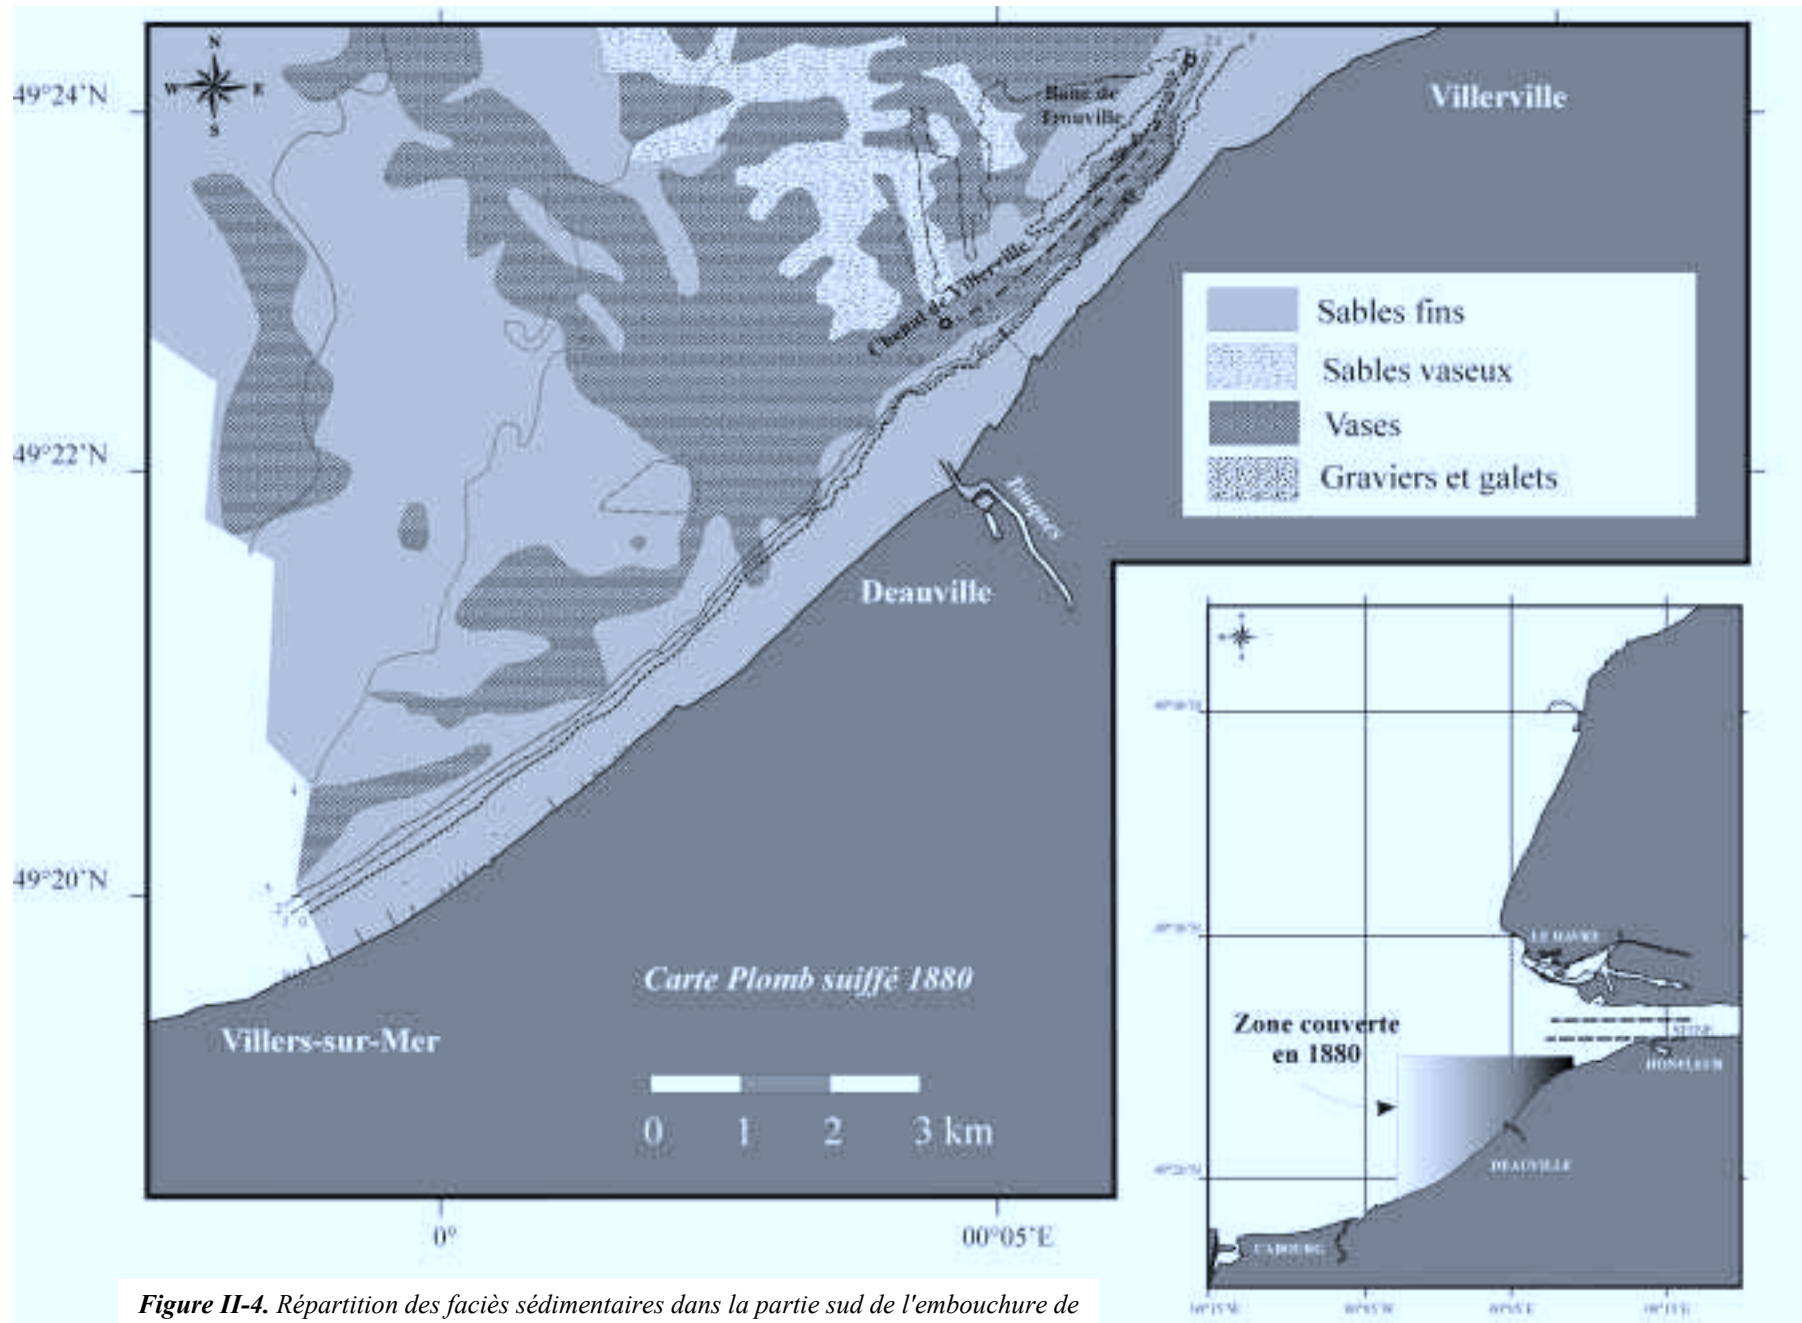 N
W E
S
49°24'N
Banc de
Trouville
Villerville
Chenal de Villerville
Sables fins
Sables vaseux
Vases
Graviers et galets
49°22'N
Touques
Deauville
49°20'N
Carte Plomb suiffé 1880
Villers-sur-Mer
0 1 2 3 km
0° 00°05'E
LE HAVRE
SEINE
HONFLEUR
Zone couverte
en 1880
DEAUVILLE
CABOURG
Figure II-4. Répartition des faciès sédimentaires dans la partie sud de l'embouchure de